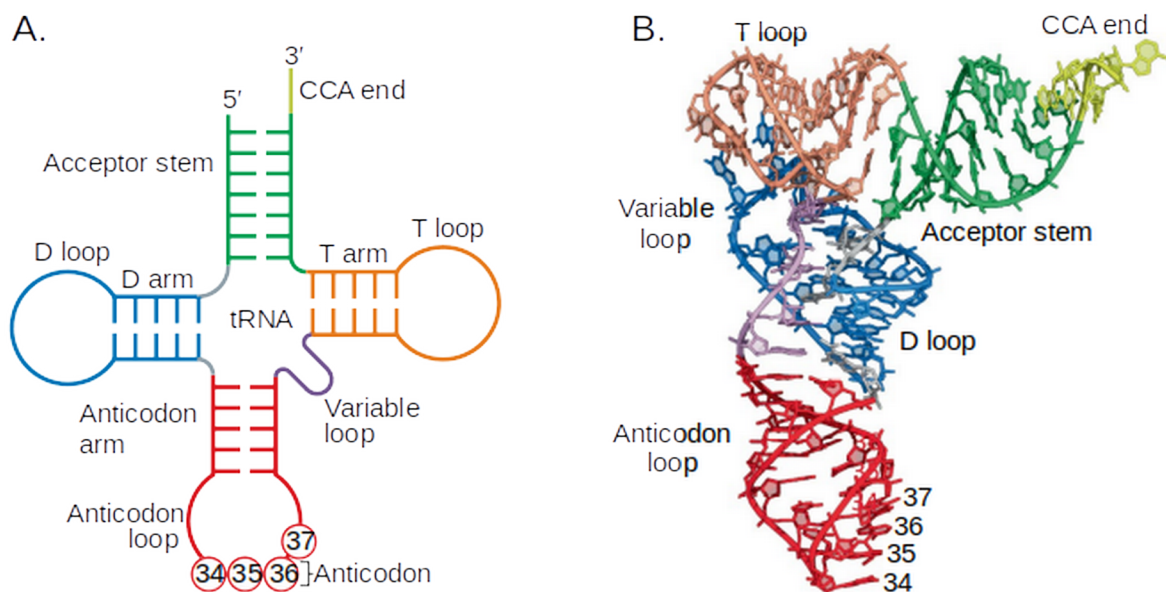 A.
5′
3′
CCA end
Acceptor stem
D loop
D arm
T arm
T loop
tRNA
Anticodon
arm
Variable
loop
Anticodon
loop
37
34 35 36 Anticodon
B.
T loop
CCA end
Variable
loop
Acceptor stem
D loop
Anticodon
loop
37
36
35
34